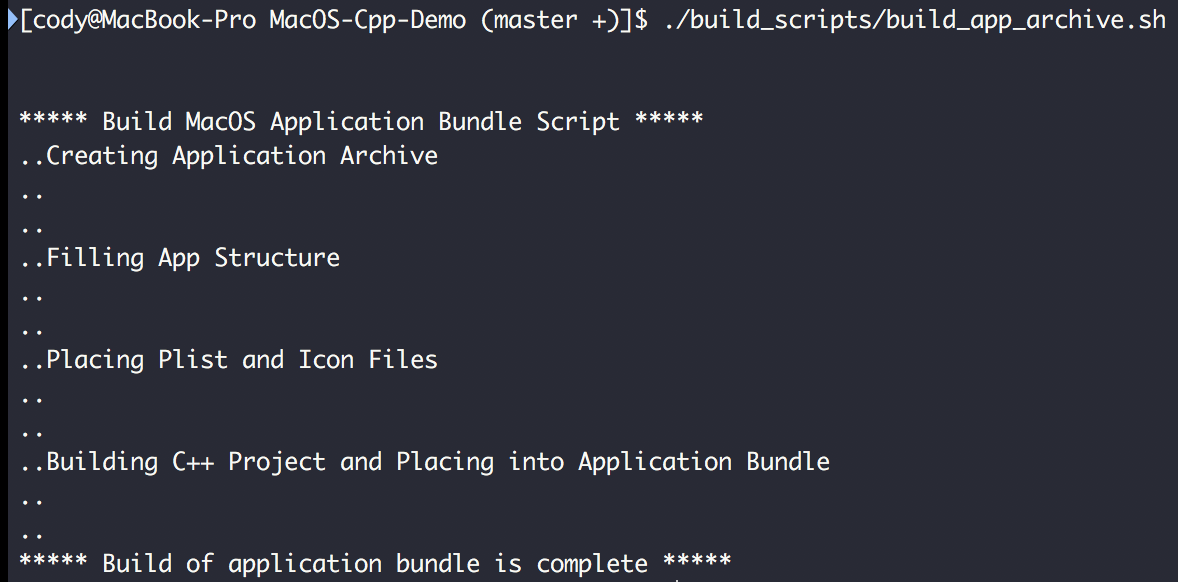 [cody@MacBook-Pro MacOS-Cpp-Demo (master +)]$ ./build_scripts/build_app_archive.sh
***** Build MacOS Application Bundle Script *****
..Creating Application Archive
..
..
..Filling App Structure
..
..
..Placing Plist and Icon Files
..
..
..Building C++ Project and Placing into Application Bundle
..
..
***** Build of application bundle is complete *****